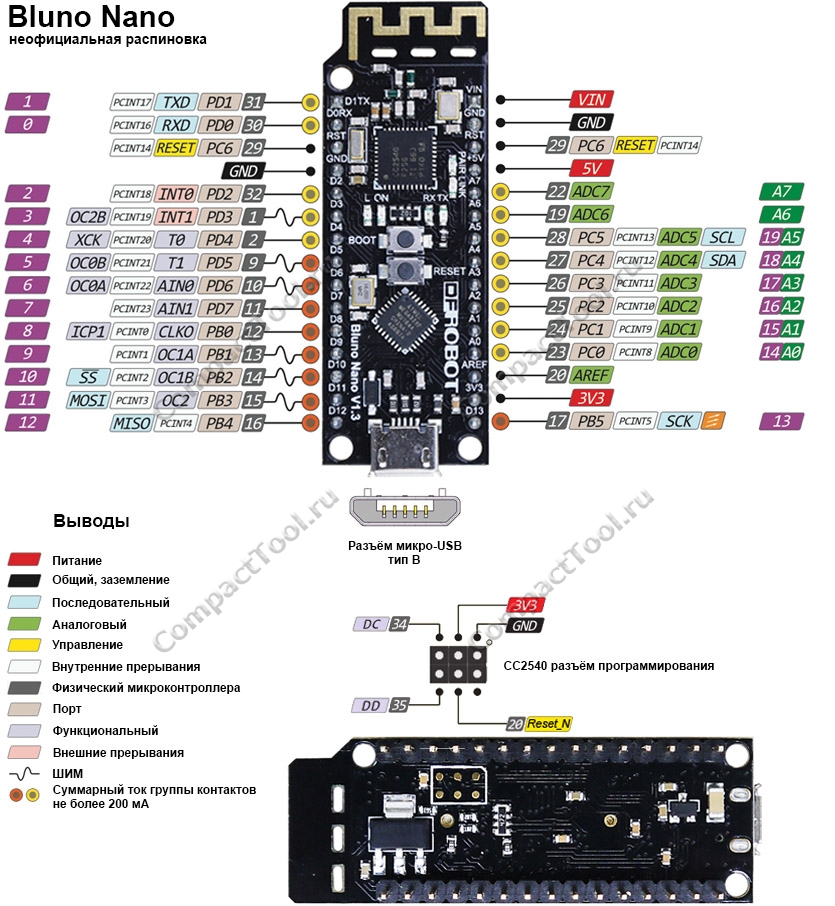 Bluno Nano
неофициальная распиновка
1 PCINT17 TXD PD1 31
0 PCINT16 RXD PD0 30
PCINT14 RESET PC6 29
GND
2 PCINT18 INT0 PD2 32
3 OC2B PCINT19 INT1 PD3 1
4 XCK PCINT20 T0 PD4 2
5 OC0B PCINT21 T1 PD5 9
6 OC0A PCINT22 AIN0 PD6 10
7 PCINT23 AIN1 PD7 11
8 ICP1 PCINT0 CLKO PB0 12
9 PCINT1 OC1A PB1 13
10 SS PCINT2 OC1B PB2 14
11 MOSI PCINT3 OC2 PB3 15
12 MISO PCINT4 PB4 16
D1TX
D0RX
RST
GND
D2
D3
D4
D5
D6
D7
D8
D9
D10
D11
D12
L ON RX TX
PWR LINK
BOOT
RESET
DFROBOT
Bluno Nano V1.3
VIN
GND
RST
+5V
A7
A6
A5
A4
A3
A2
A1
A0
AREF
3V3
D13
VIN
GND
29 PC6 RESET PCINT14
5V
22 ADC7 A7
19 ADC6 A6
28 PC5 PCINT13 ADC5 SCL 19 A5
27 PC4 PCINT12 ADC4 SDA 18 A4
26 PC3 PCINT11 ADC3 17 A3
25 PC2 PCINT10 ADC2 16 A2
24 PC1 PCINT9 ADC1 15 A1
23 PC0 PCINT8 ADC0 14 A0
20 AREF
3V3
17 PB5 PCINT5 SCK 13
CompactTool.ru
CompactTool.ru
CompactTool.ru
CompactTool.ru
Разъём микро-USB
тип B
Выводы
Питание
Общий, заземление
Последовательный
Аналоговый
Управление
Внутренние прерывания
Физический микроконтроллера
Порт
Функциональный
Внешние прерывания
ШИМ
Суммарный ток группы контактов
не более 200 мА
3V3
DC 34 GND
CC2540 разъём программирования
DD 35
20 Reset_N